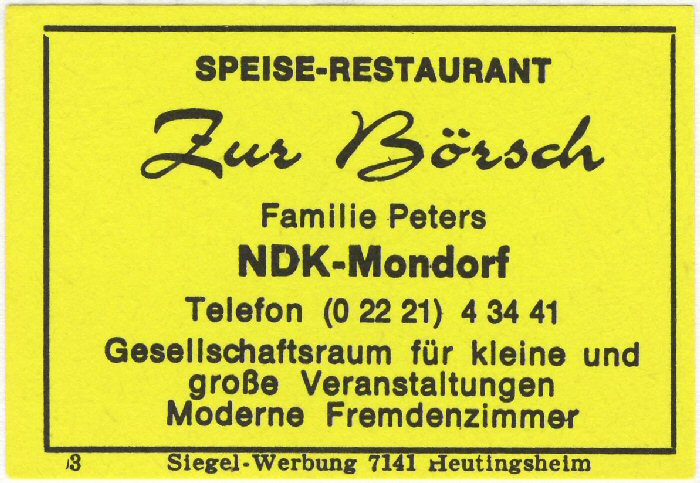 SPEISE-RESTAURANT
Zur Börsch
Familie Peters
NDK-Mondorf
Telefon (0 22 21) 4 34 41
Gesellschaftsraum für kleine und
große Veranstaltungen
Moderne Fremdenzimmer
3 Siegel-Werbung 7141 Heutingsheim